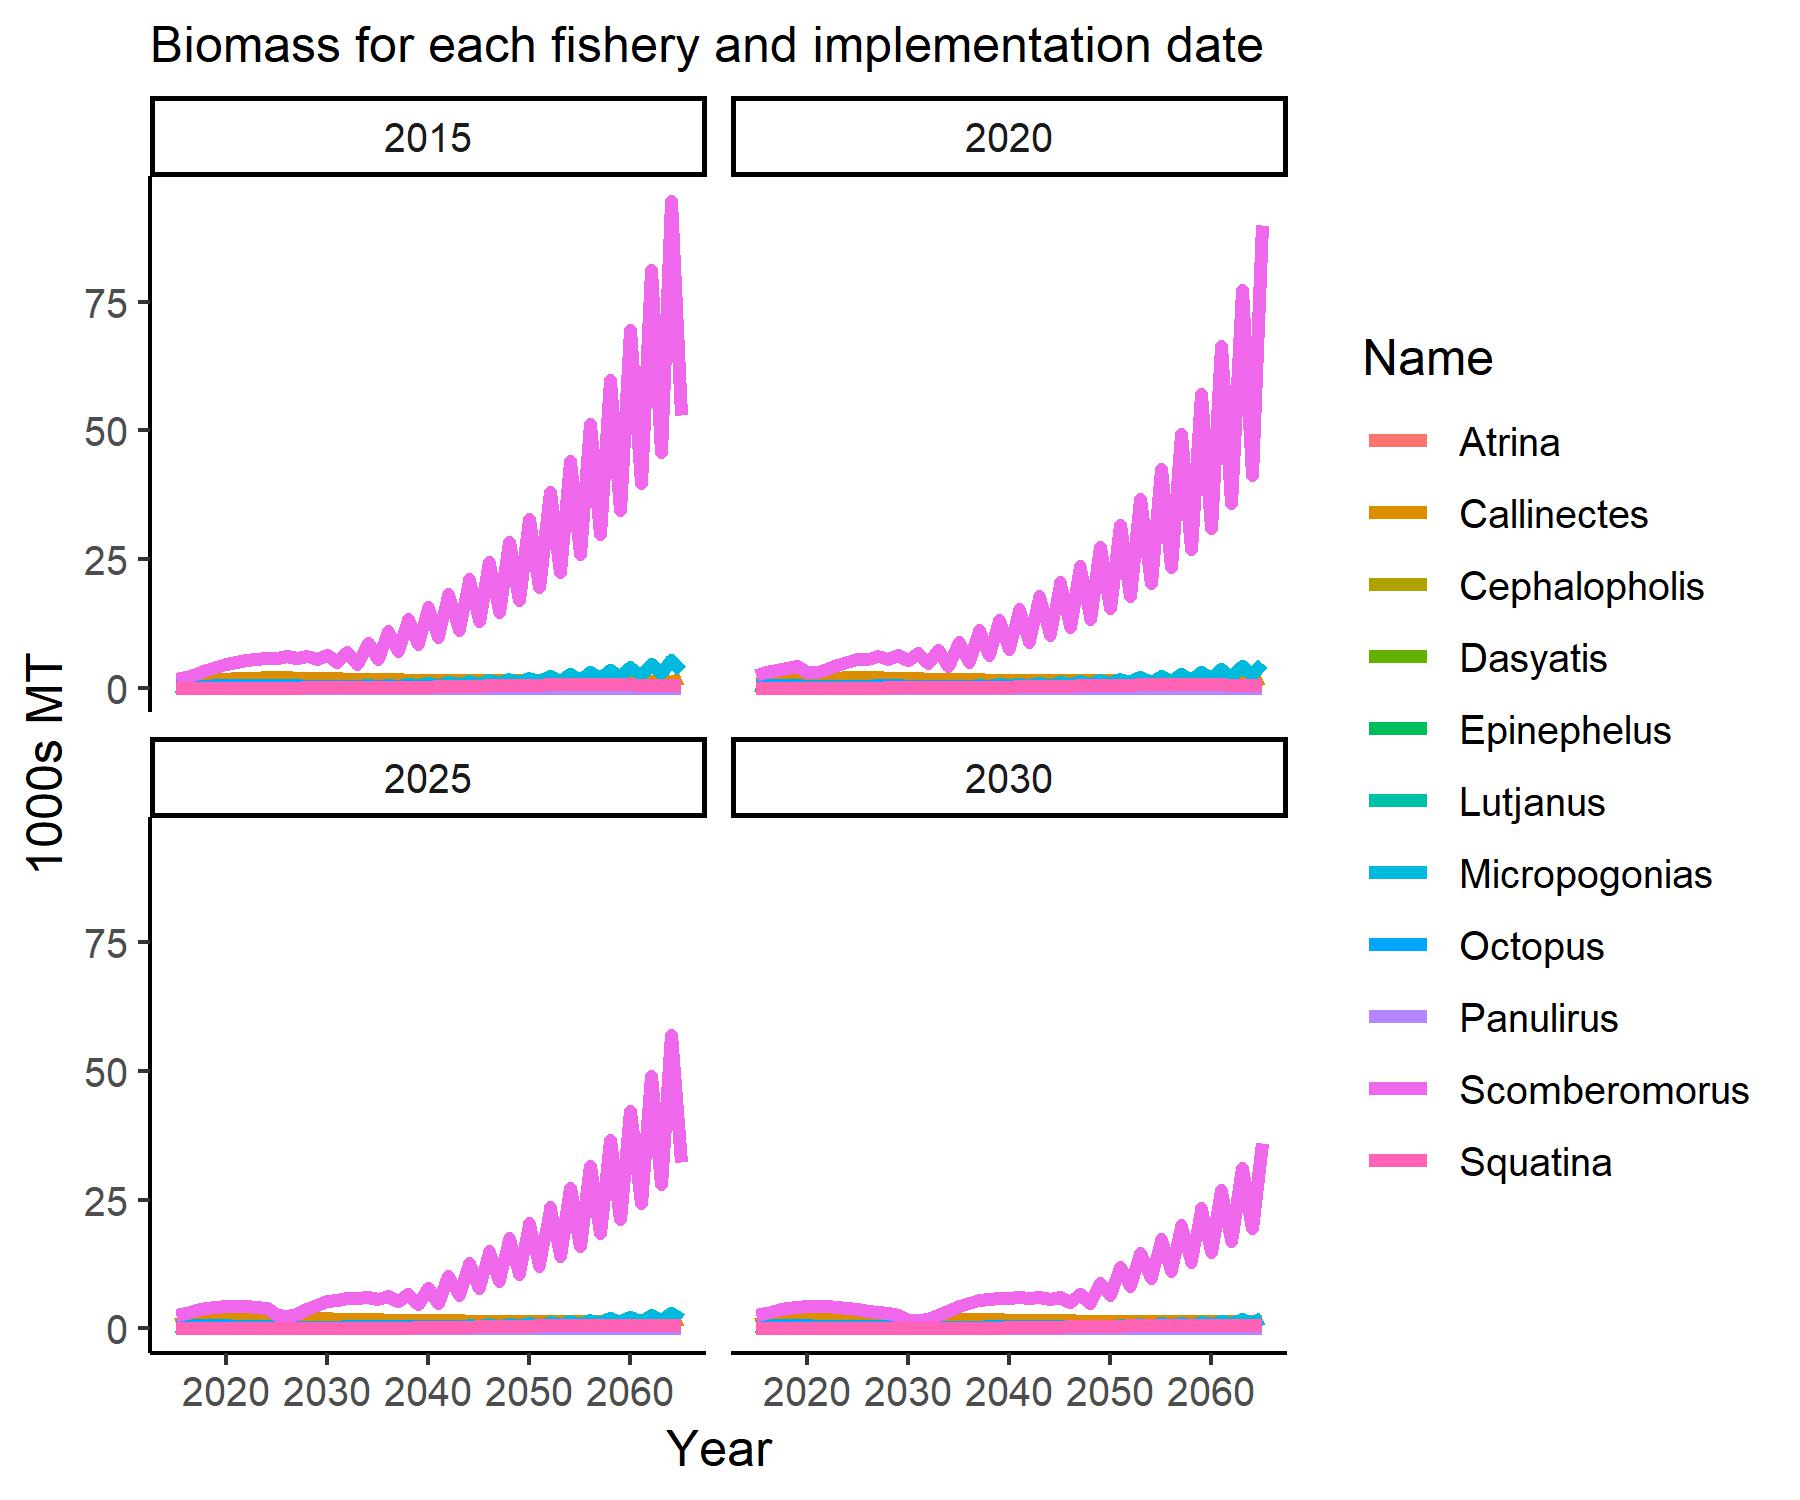 Biomass for each fishery and implementation date
2015
2020
75
50
25
0
2025
2030
75
50
25
0
2020 2030 2040 2050 2060
2020 2030 2040 2050 2060
Year
1000s MT
Name
Atrina
Callinectes
Cephalopholis
Dasyatis
Epinephelus
Lutjanus
Micropogonias
Octopus
Panulirus
Scomberomorus
Squatina